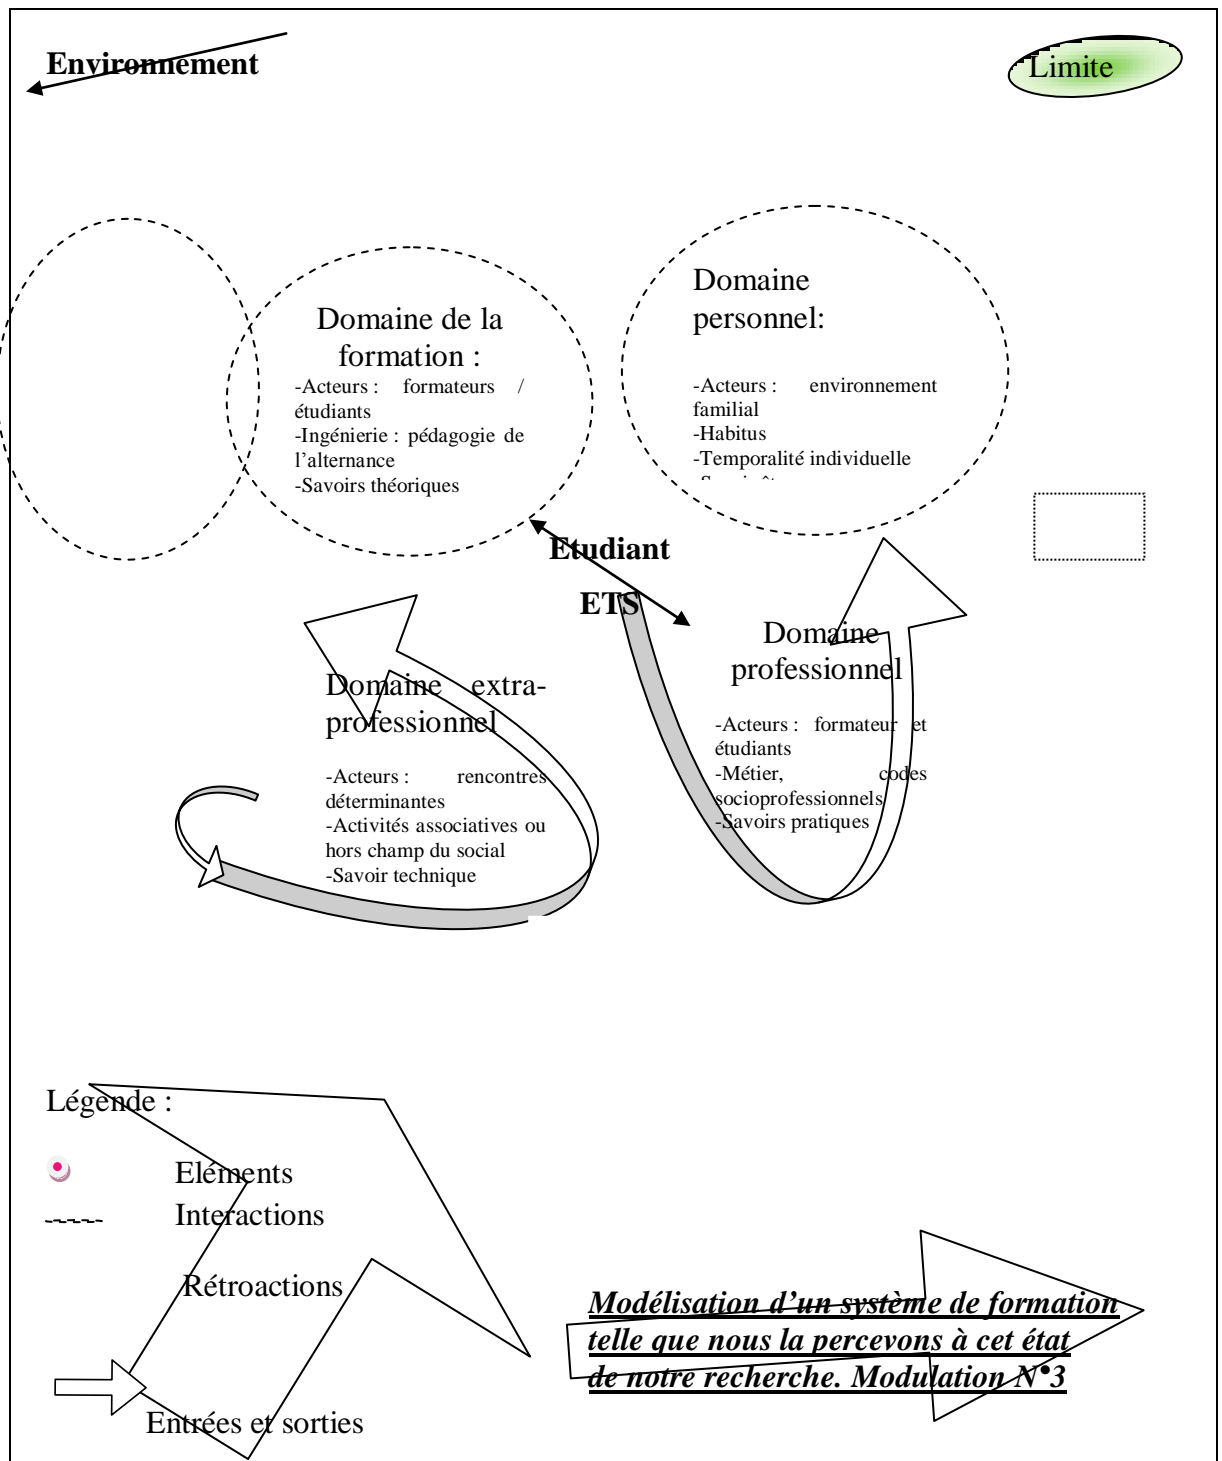 Environnement
Limite
Domaine de la
formation :
-Acteurs : formateurs /
étudiants
-Ingénierie : pédagogie de
l’alternance
-Savoirs théoriques
Domaine
personnel:
-Acteurs : environnement
familial
-Habitus
-Temporalité individuelle
Etudiant
ETS
Domaine extra-
professionnel
-Acteurs : rencontres
déterminantes
-Activités associatives ou
hors champ du social
-Savoir technique
Domaine
professionnel
-Acteurs : formateur et
étudiants
-Métier, codes
socioprofessionnels
-Savoirs pratiques
Légende :
Eléments
Interactions
Rétroactions
Entrées et sorties
Modélisation d’un système de formation
telle que nous la percevons à cet état
de notre recherche. Modulation N°3